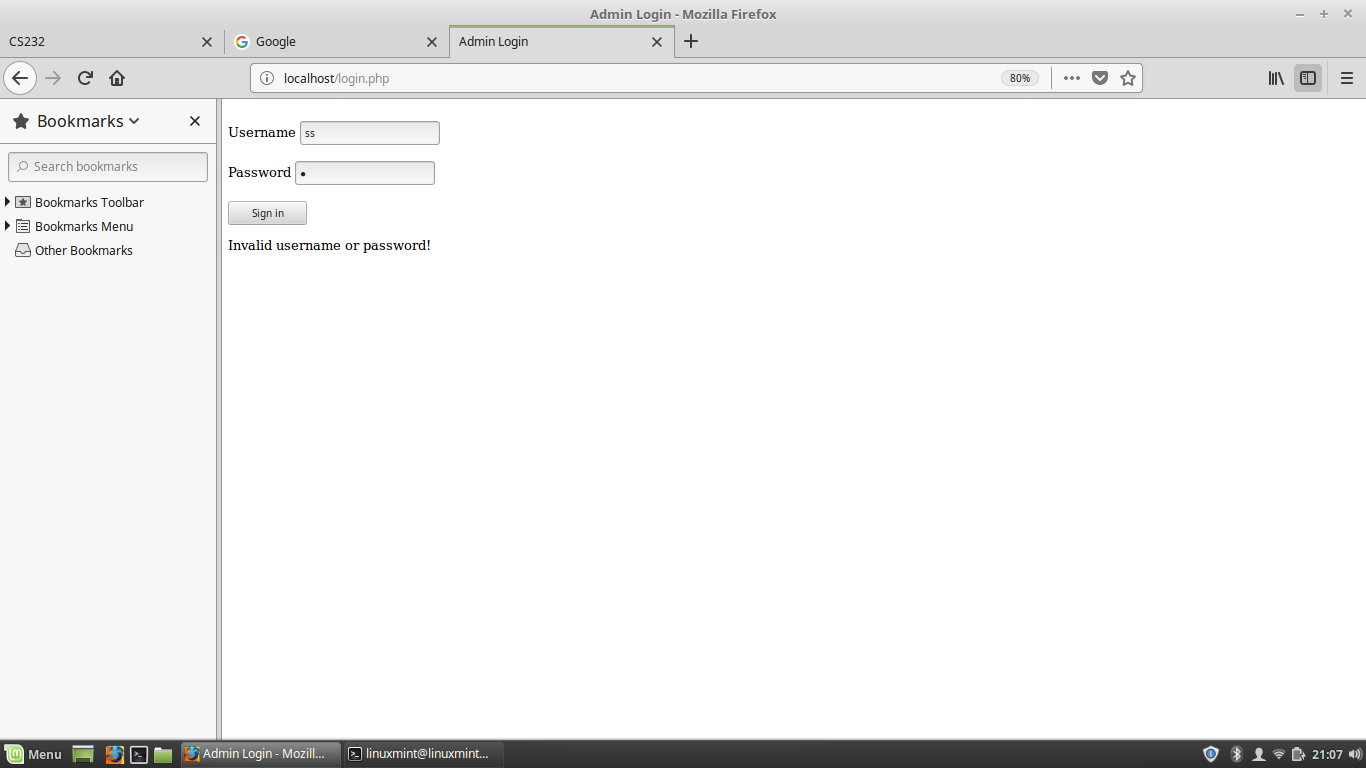 Admin Login - Mozilla Firefox
CS232
Google
Admin Login
localhost/login.php
80%
Bookmarks
Search bookmarks
Bookmarks Toolbar
Bookmarks Menu
Other Bookmarks
Username ss
Password •
Sign in
Invalid username or password!
Menu
Admin Login - Mozill...
linuxmint@linuxmint...
21:07